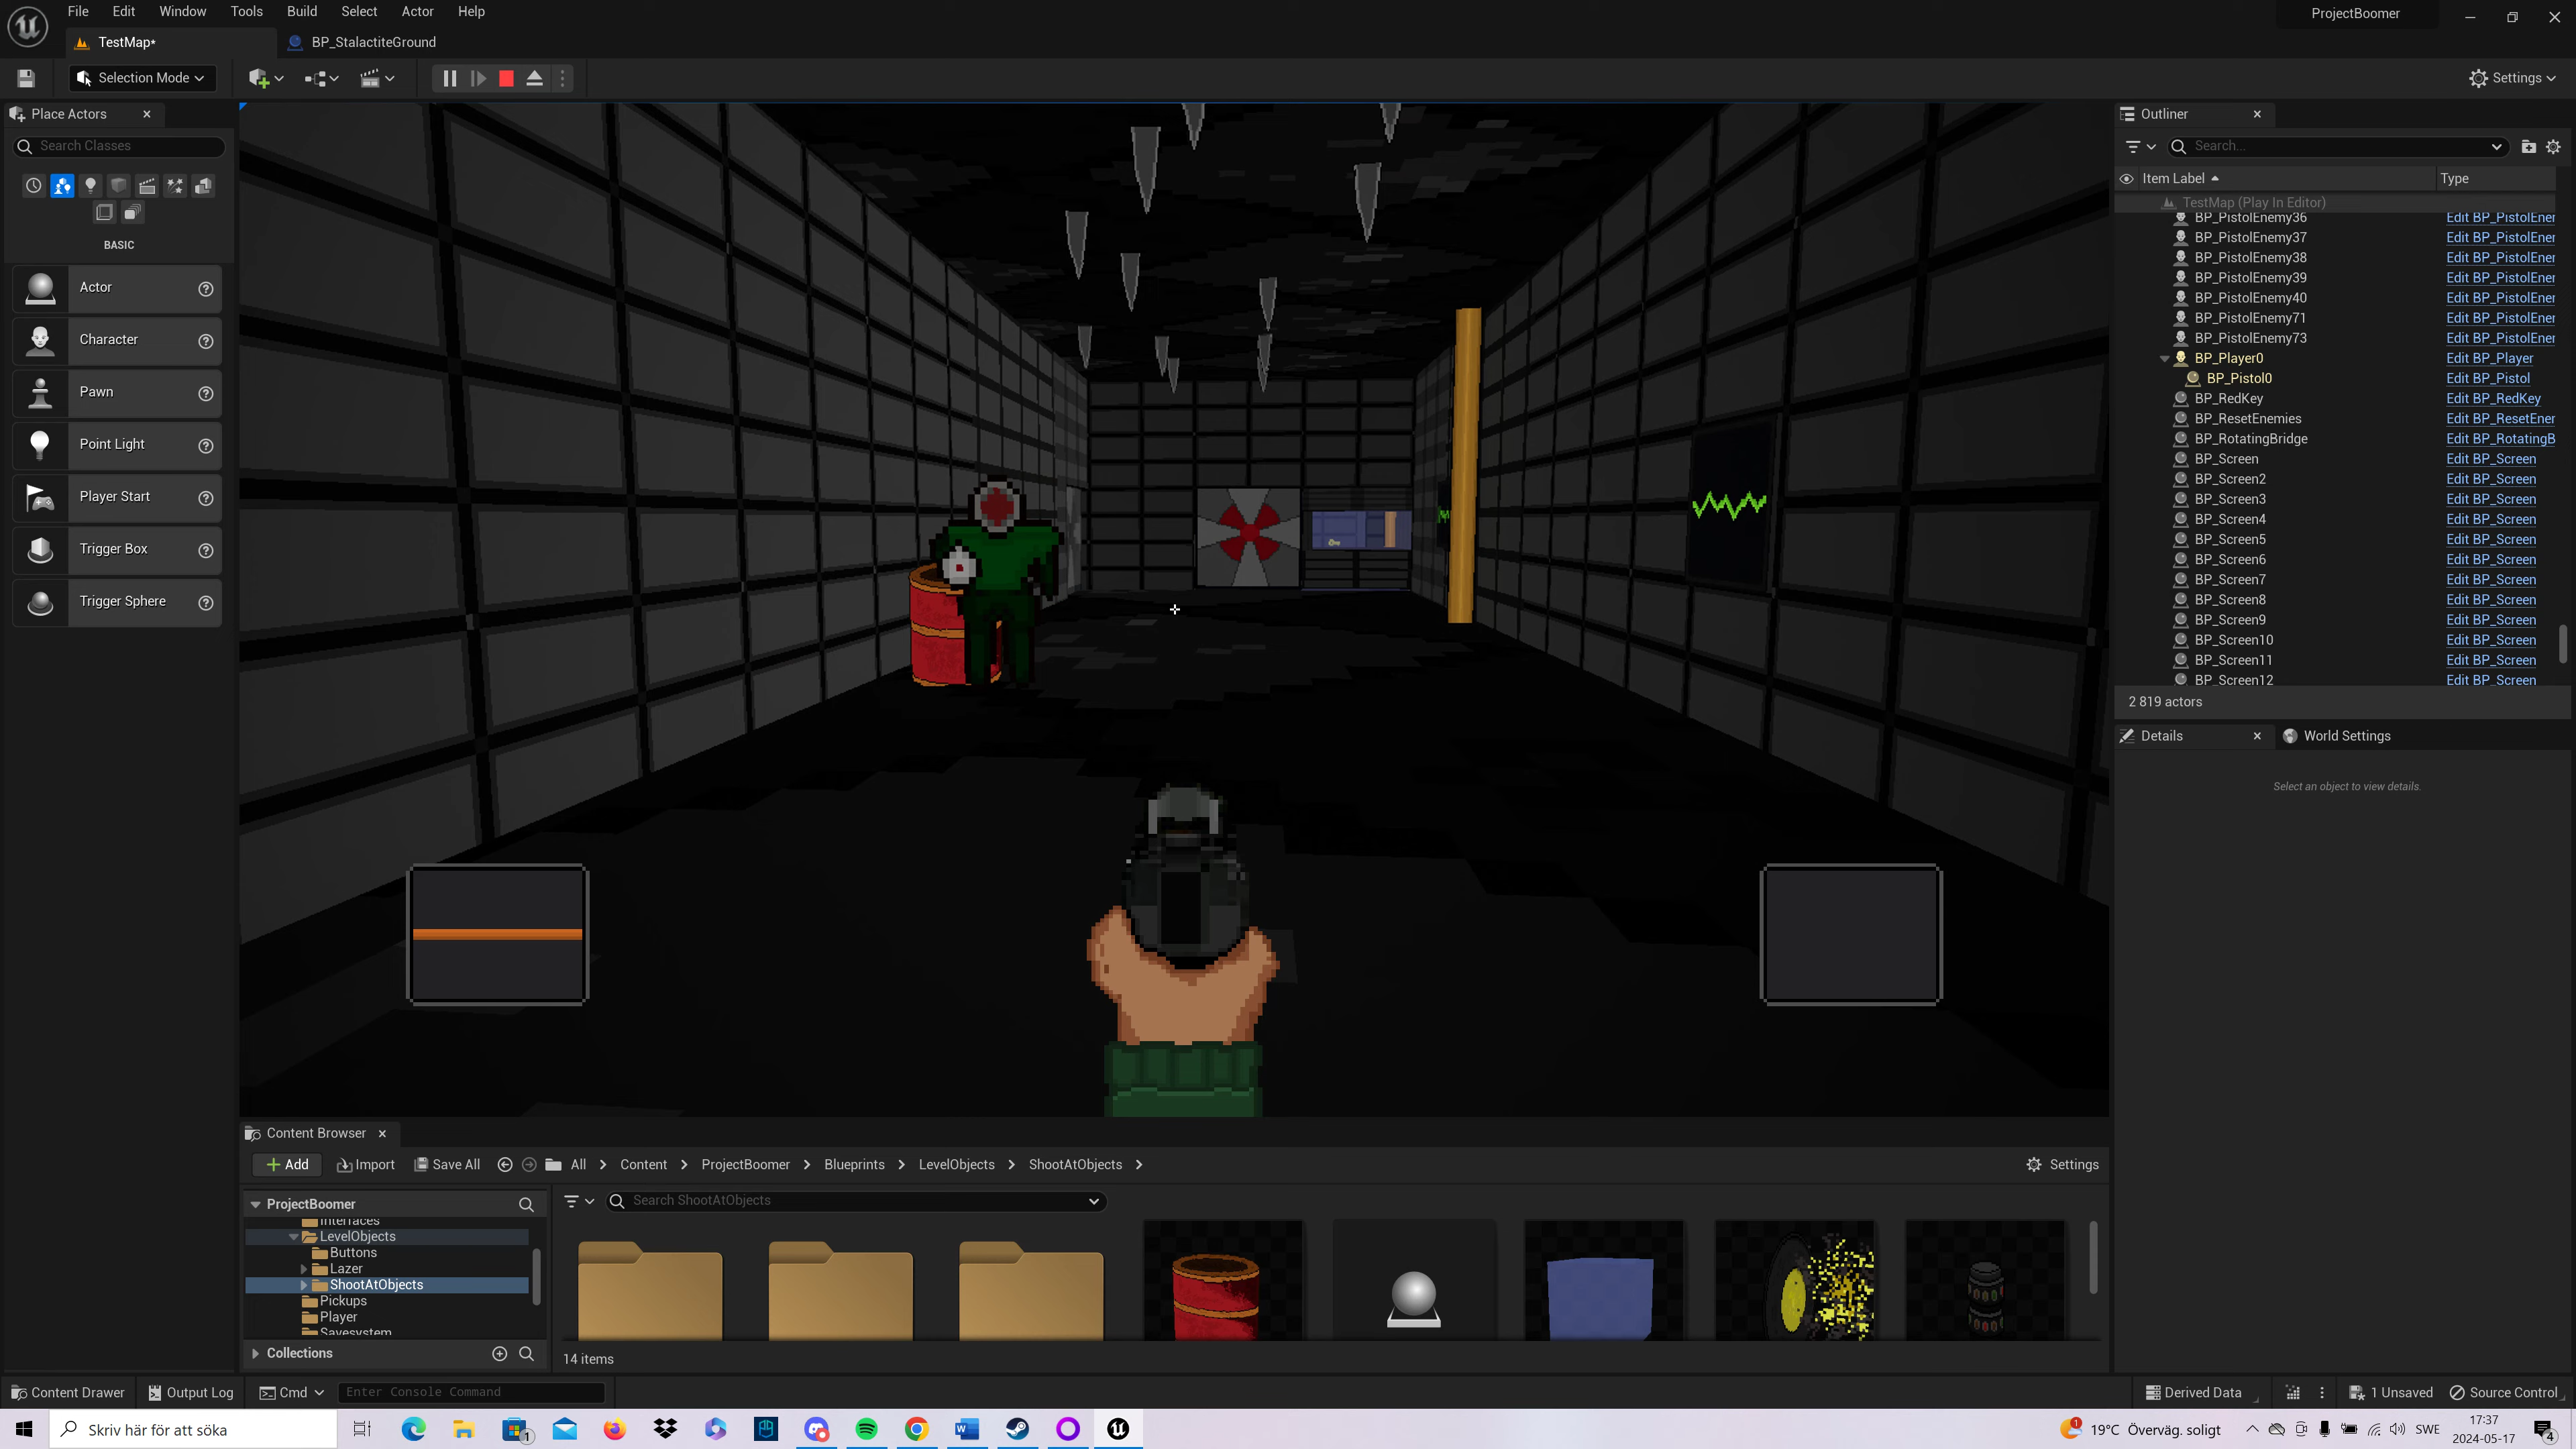 File Edit Window Tools Build Select Actor Help
ProjectBoomer
TestMap*
BP_StalactiteGround
Selection Mode
Settings
Place Actors
Search Classes
BASIC
Actor
Character
Pawn
Point Light
Player Start
Trigger Box
Trigger Sphere
Outliner
Search...
Item Label Type
TestMap (Play In Editor)
BP_PistolEnemy36 Edit BP_PistolEner
BP_PistolEnemy37 Edit BP_PistolEner
BP_PistolEnemy38 Edit BP_PistolEner
BP_PistolEnemy39 Edit BP_PistolEner
BP_PistolEnemy40 Edit BP_PistolEner
BP_PistolEnemy71 Edit BP_PistolEner
BP_PistolEnemy73 Edit BP_PistolEner
BP_Player0 Edit BP_Player
BP_Pistol0 Edit BP_Pistol
BP_RedKey Edit BP_RedKey
BP_ResetEnemies Edit BP_ResetEner
BP_RotatingBridge Edit BP_RotatingB
BP_Screen Edit BP_Screen
BP_Screen2 Edit BP_Screen
BP_Screen3 Edit BP_Screen
BP_Screen4 Edit BP_Screen
BP_Screen5 Edit BP_Screen
BP_Screen6 Edit BP_Screen
BP_Screen7 Edit BP_Screen
BP_Screen8 Edit BP_Screen
BP_Screen9 Edit BP_Screen
BP_Screen10 Edit BP_Screen
BP_Screen11 Edit BP_Screen
BP_Screen12 Edit BP_Screen
2 819 actors
Details
World Settings
Select an object to view details.
Content Browser
Add Import Save All All Content ProjectBoomer Blueprints LevelObjects ShootAtObjects Settings
ProjectBoomer
Interfaces
LevelObjects
Buttons
Lazer
ShootAtObjects
Pickups
Player
Savesystem
Collections
Search ShootAtObjects
14 items
Content Drawer Output Log Cmd Enter Console Command Derived Data 1 Unsaved Source Control
Skriv här för att söka
1
1
19°C Överväg. soligt
SWE
17:37
2024-05-17
4